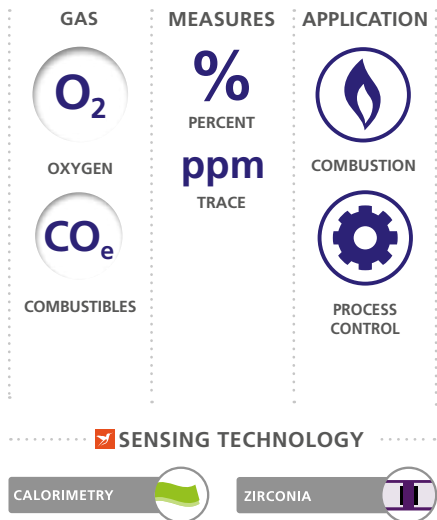 GAS
O₂
OXYGEN
COₑ
COMBUSTIBLES
MEASURES
%
PERCENT
ppm
TRACE
APPLICATION
COMBUSTION
PROCESS
CONTROL
SENSING TECHNOLOGY
CALORIMETRY
ZIRCONIA